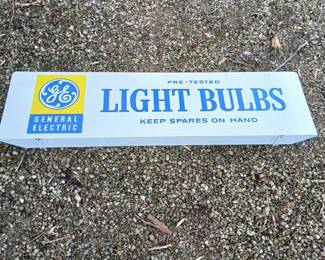 GE
GENERAL
ELECTRIC
PRE-TESTED
LIGHT BULBS
KEEP SPARES ON HAND